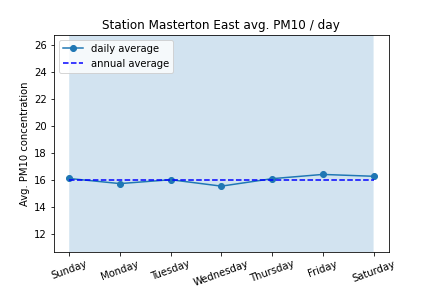 Station Masterton East avg. PM10 / day
daily average
annual average
Avg. PM10 concentration
26
24
22
20
18
16
14
12
Sunday
Monday
Tuesday
Wednesday
Thursday
Friday
Saturday